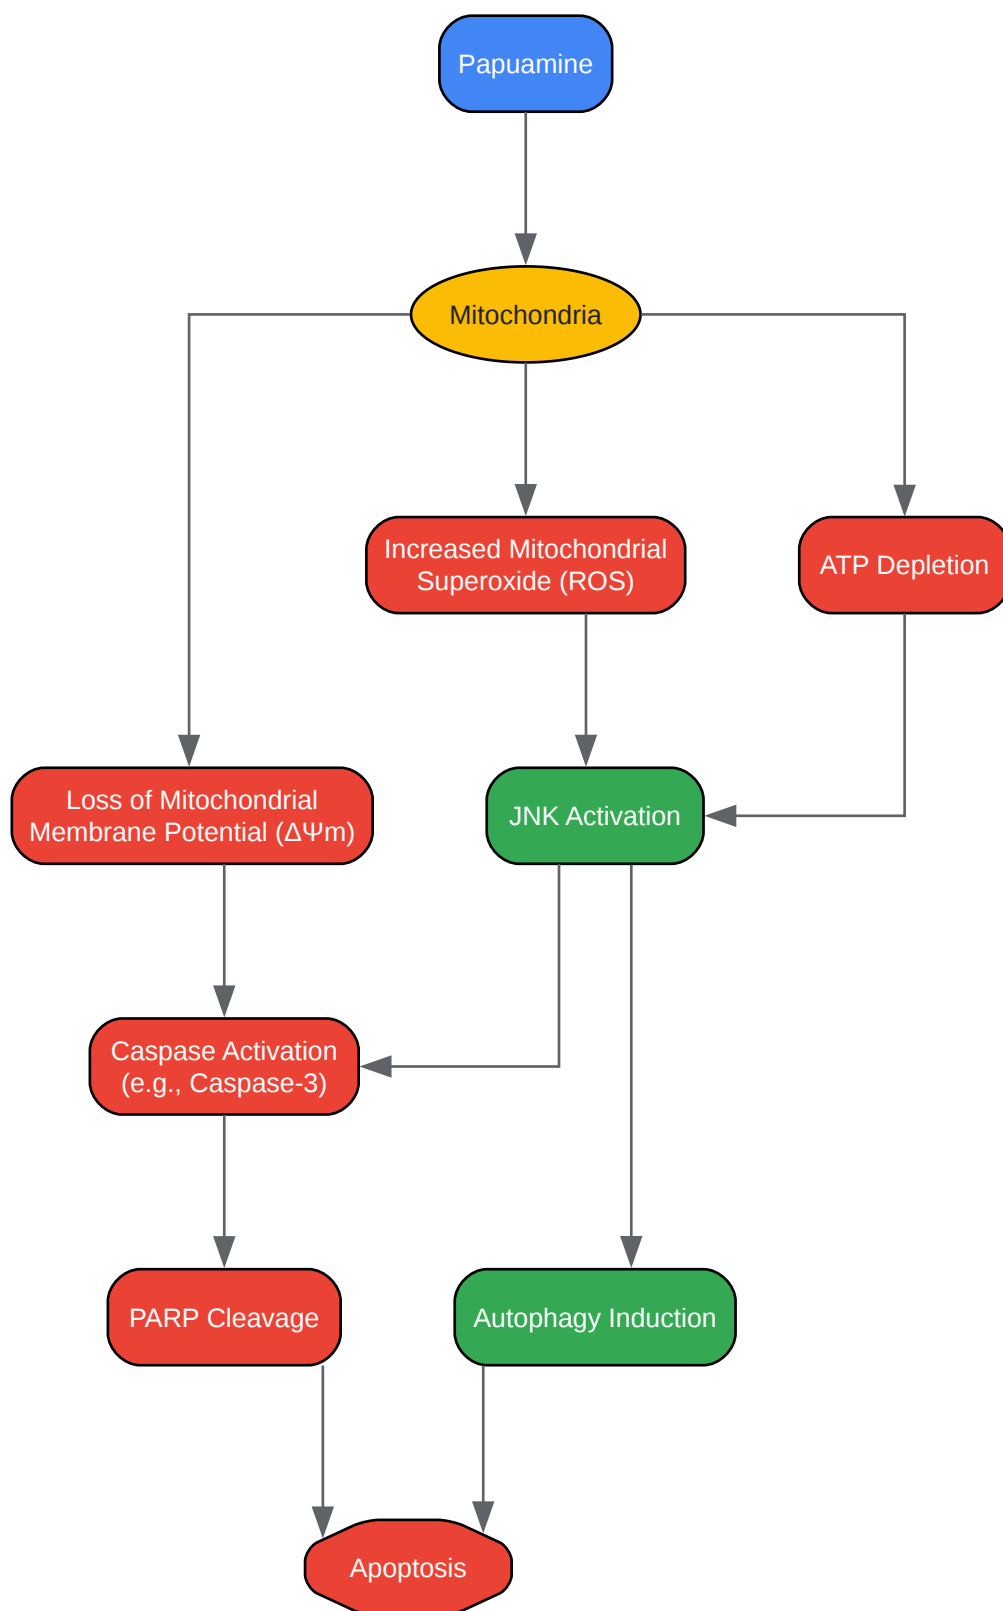 Papuamine
Mitochondria
Increased Mitochondrial
Superoxide (ROS)
ATP Depletion
Loss of Mitochondrial
Membrane Potential (ΔΨm)
JNK Activation
Caspase Activation
(e.g., Caspase-3)
PARP Cleavage
Autophagy Induction
Apoptosis